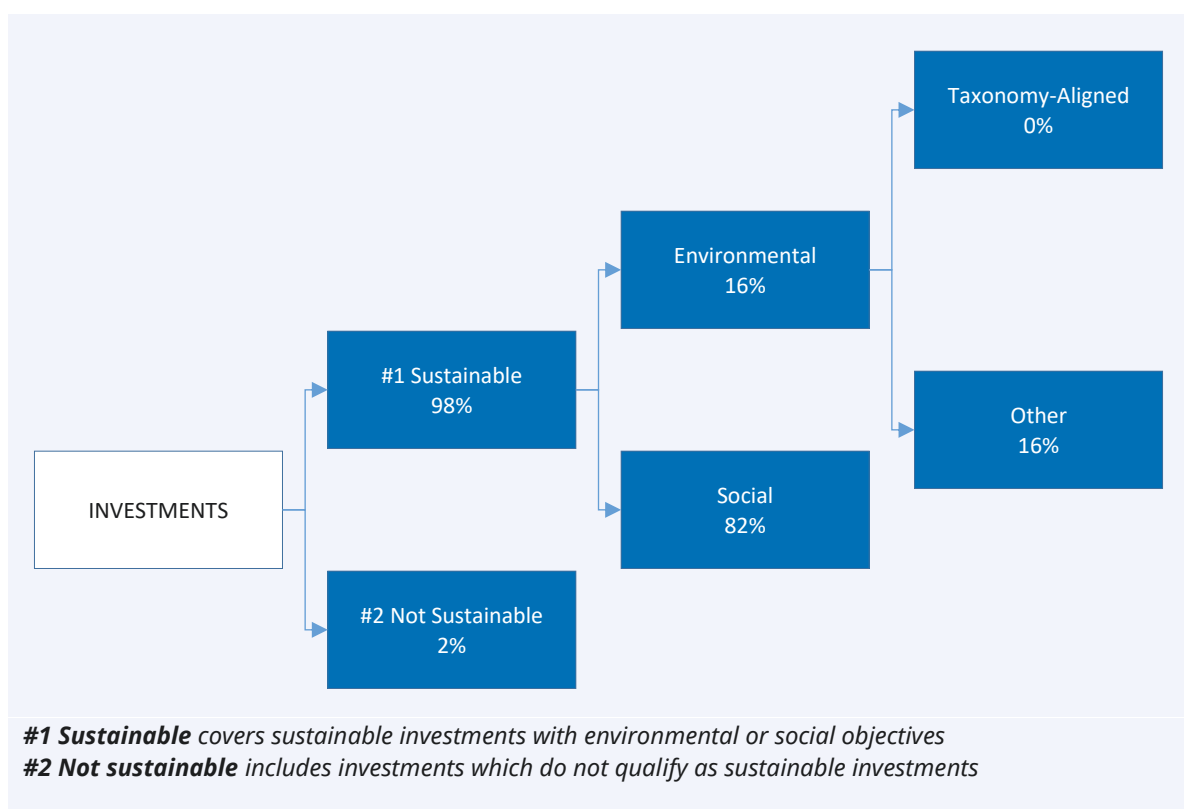 Taxonomy-Aligned
0%
Environmental
16%
#1 Sustainable
98%
Other
16%
INVESTMENTS
Social
82%
#2 Not Sustainable
2%
#1 Sustainable covers sustainable investments with environmental or social objectives
#2 Not sustainable includes investments which do not qualify as sustainable investments